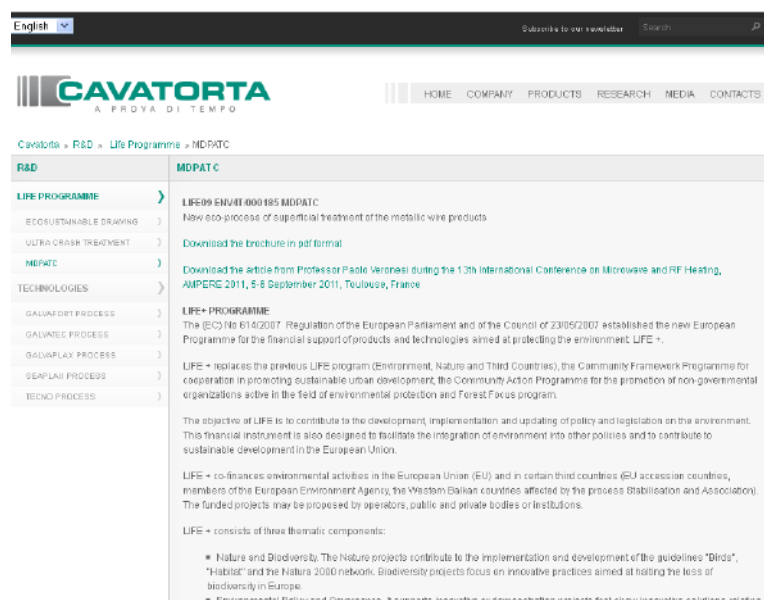 English
Subscribe to our newsletter
Search
CAVATORTA
A PROVA DI TEMPO
HOME COMPANY PRODUCTS RESEARCH MEDIA CONTACTS
Cavatorta » R&D » Life Programme » MDPATC
R&D
LIFE PROGRAMME
ECOSUSTAINABLE DRAWING
ULTRA CRASH TREATMENT
MDPATC
TECHNOLOGIES
GALVAFORT PROCESS
GALVATEC PROCESS
GALVAPLAX PROCESS
SEAPLAX PROCESS
TECNO PROCESS
MDPATC
LIFE09 ENV/IT/000185 MDPATC
New eco-process of superficial treatment of the metallic wire products
Download the brochure in pdf format
Download the article from Professor Paolo Veronesi during the 13th International Conference on Microwave and RF Heating,
AMPERE 2011, 5-8 September 2011, Toulouse, France
LIFE+ PROGRAMME
The (EC) No 614/2007 Regulation of the European Parliament and of the Council of 23/05/2007 established the new European
Programme for the financial support of products and technologies aimed at protecting the environment: LIFE +.
LIFE + replaces the previous LIFE program (Environment, Nature and Third Countries), the Community Framework Programme for
cooperation in promoting sustainable urban development, the Community Action Programme for the promotion of non-governmental
organizations active in the field of environmental protection and Forest Focus program.
The objective of LIFE is to contribute to the development, implementation and updating of policy and legislation on the environment.
This financial instrument is also designed to facilitate the integration of environment into other policies and to contribute to
sustainable development in the European Union.
LIFE + co-finances environmental activities in the European Union (EU) and in certain third countries (EU accession countries,
members of the European Environment Agency, the Western Balkan countries affected by the process Stabilisation and Association).
The funded projects may be proposed by operators, public and private bodies or institutions.
LIFE + consists of three thematic components:
Nature and Biodiversity. The Nature projects contribute to the implementation and development of the guidelines "Birds",
"Habitat" and the Natura 2000 network. Biodiversity projects focus on innovative practices aimed at halting the loss of
biodiversity in Europe.